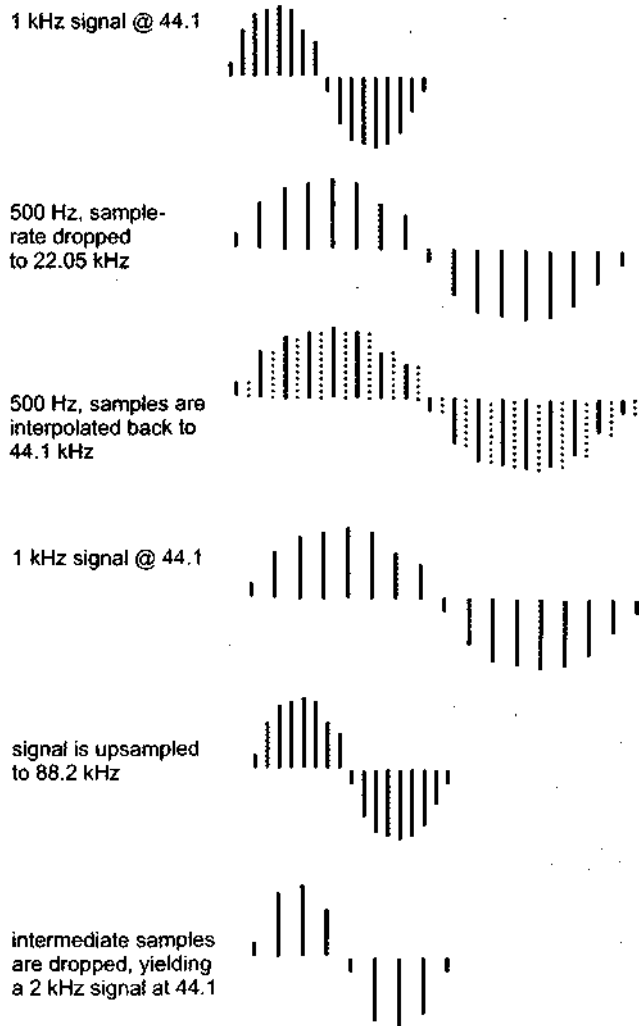 1 kHz signal @ 44.1
500 Hz, sample-
rate dropped
to 22.05 kHz
500 Hz, samples are
interpolated back to
44.1 kHz
1 kHz signal @ 44.1
signal is upsampled
to 88.2 kHz
intermediate samples
are dropped, yielding
a 2 kHz signal at 44.1